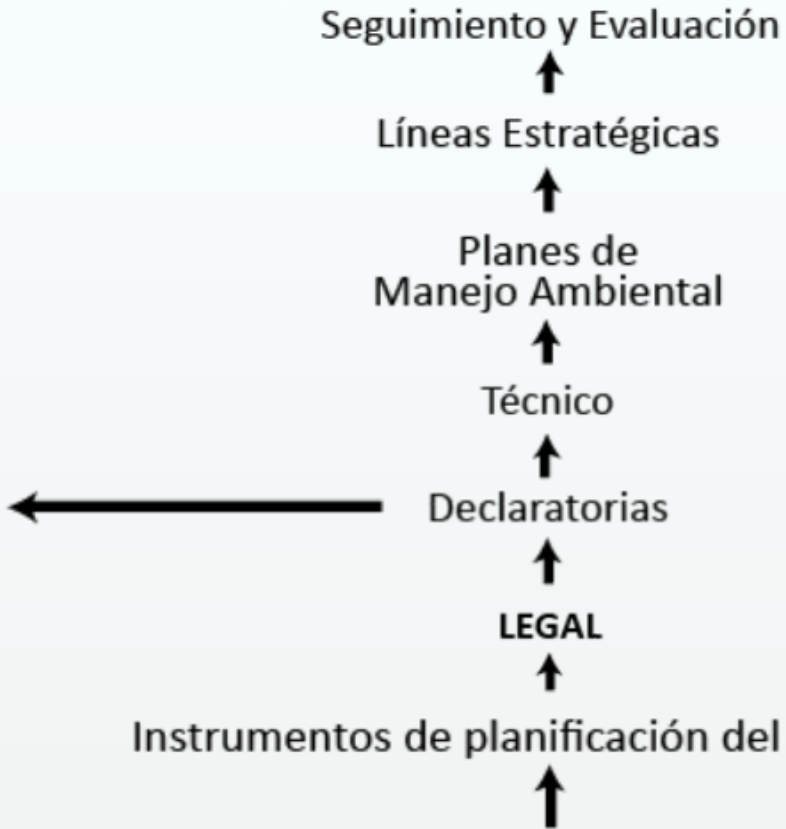 Seguimiento y Evaluación
Líneas Estratégicas
Planes de
Manejo Ambiental
Técnico
Declaratorias
LEGAL
Instrumentos de planificación del